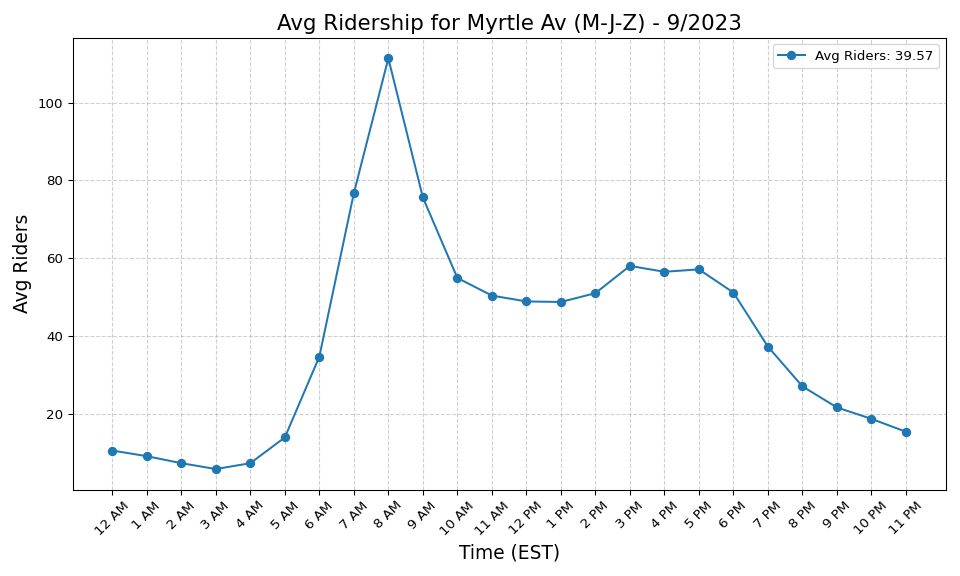 Avg Ridership for Myrtle Av (M-J-Z) - 9/2023
Avg Riders: 39.57
Avg Riders
100
80
60
40
20
12 AM
1 AM
2 AM
3 AM
4 AM
5 AM
6 AM
7 AM
8 AM
9 AM
10 AM
11 AM
12 PM
1 PM
2 PM
3 PM
4 PM
5 PM
6 PM
7 PM
8 PM
9 PM
10 PM
11 PM
Time (EST)